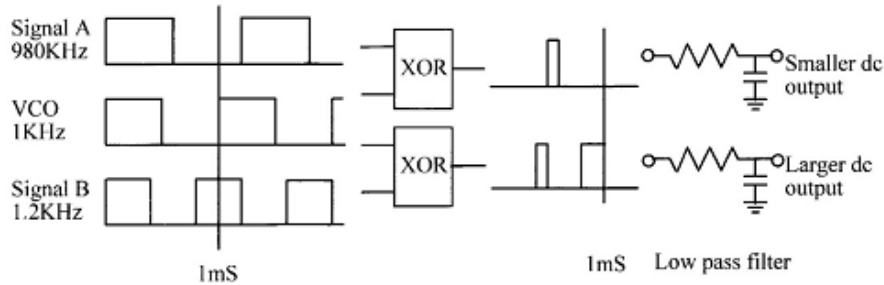 Signal A
980KHz
XOR
Smaller dc
output
VCO
1KHz
XOR
Larger dc
output
Signal B
1.2KHz
1mS
1mS
Low pass filter